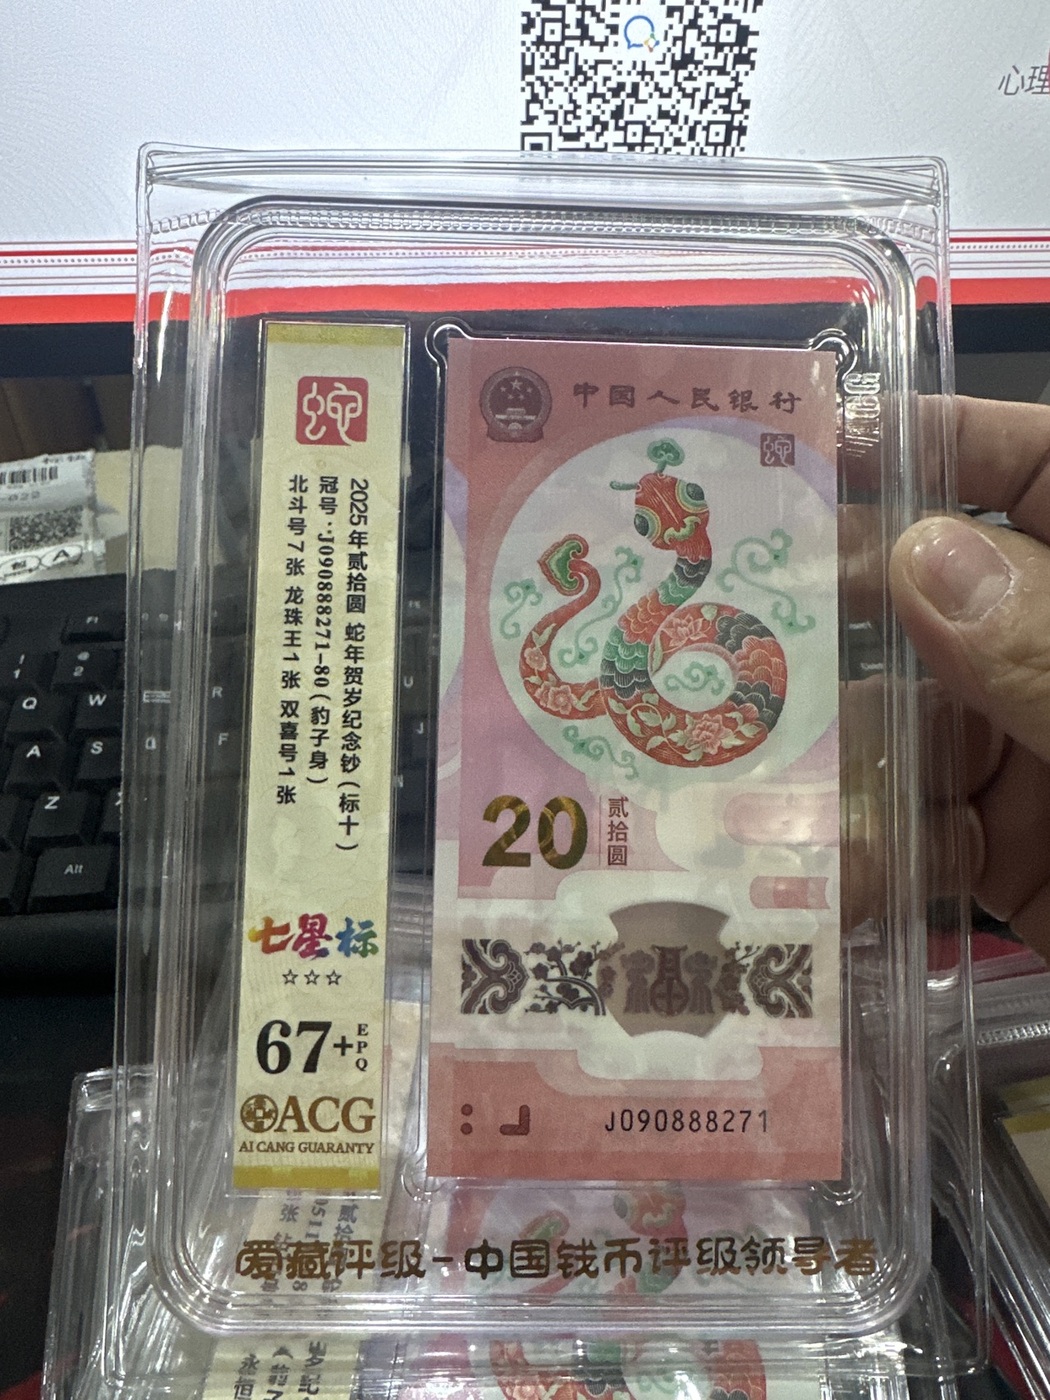 心理
蛇
2025年贰拾圆 蛇年贺岁纪念钞(标十)
冠号:J090888271-80(豹子身)
北斗号7张 龙珠王1张 双喜号1张
七星标
☆☆☆
67+
EPQ
ACG
AI CANG GUARANTY
中国人民银行
蛇
20
贰拾圆
J090888271
爱藏评级-中国钱币评级领导者
Q
A
S
Z
Alt
R
F
U
J
1
2